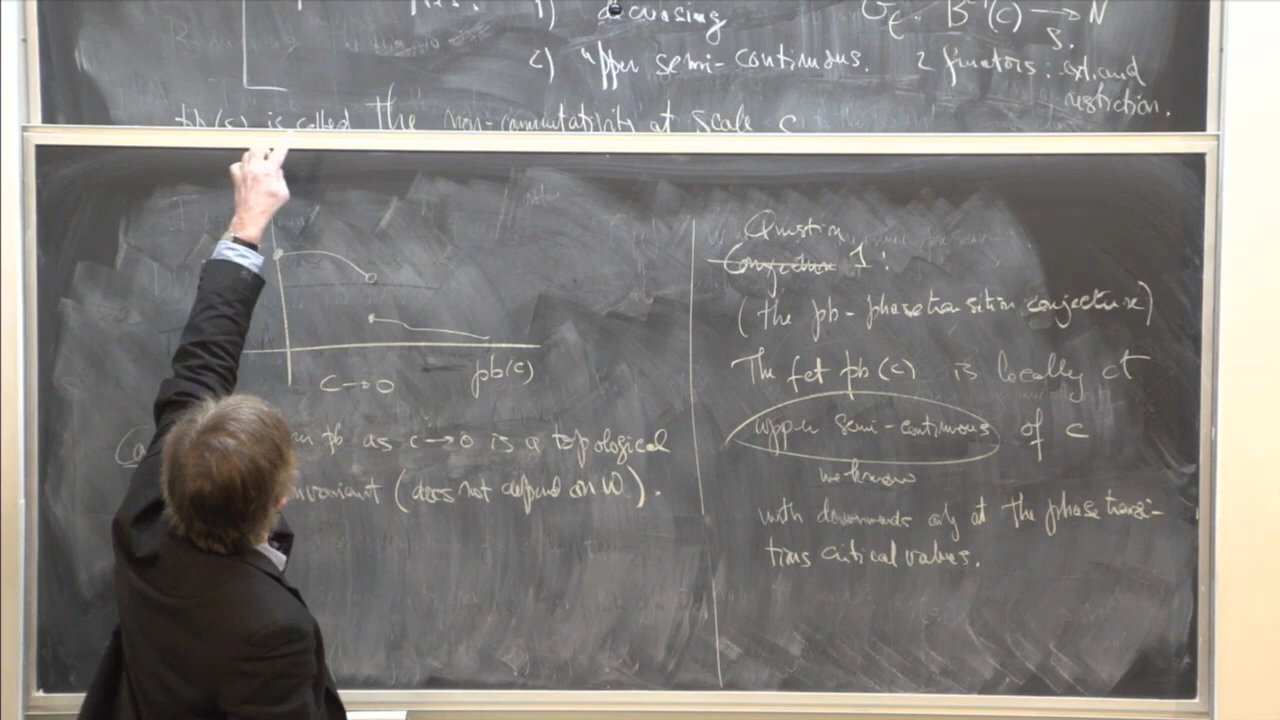 1) decreasing
2) upper semi-continuous.
B (c) → N
2 functors: ext. and
restriction.
pb(c) is called the non-commutativity at scale c
c→0
pb(c)
pb as c→0 is a topological
invariant (does not depend on ω).
Question
Conjecture 1:
(the pb-phase transition conjecture)
The fct pb(c) is locally ct
upper semi-continuous of c
we know
with downwards only at the phase transi-
tions critical values.